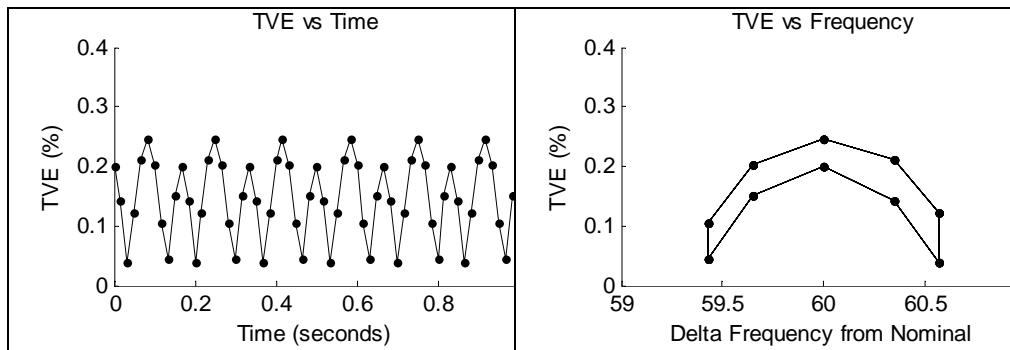 TVE vs Time
0.4
0.3
0.2
0.1
0
TVE (%)
0 0.2 0.4 0.6 0.8
Time (seconds)
TVE vs Frequency
0.4
0.3
0.2
0.1
0
TVE (%)
59 59.5 60 60.5
Delta Frequency from Nominal